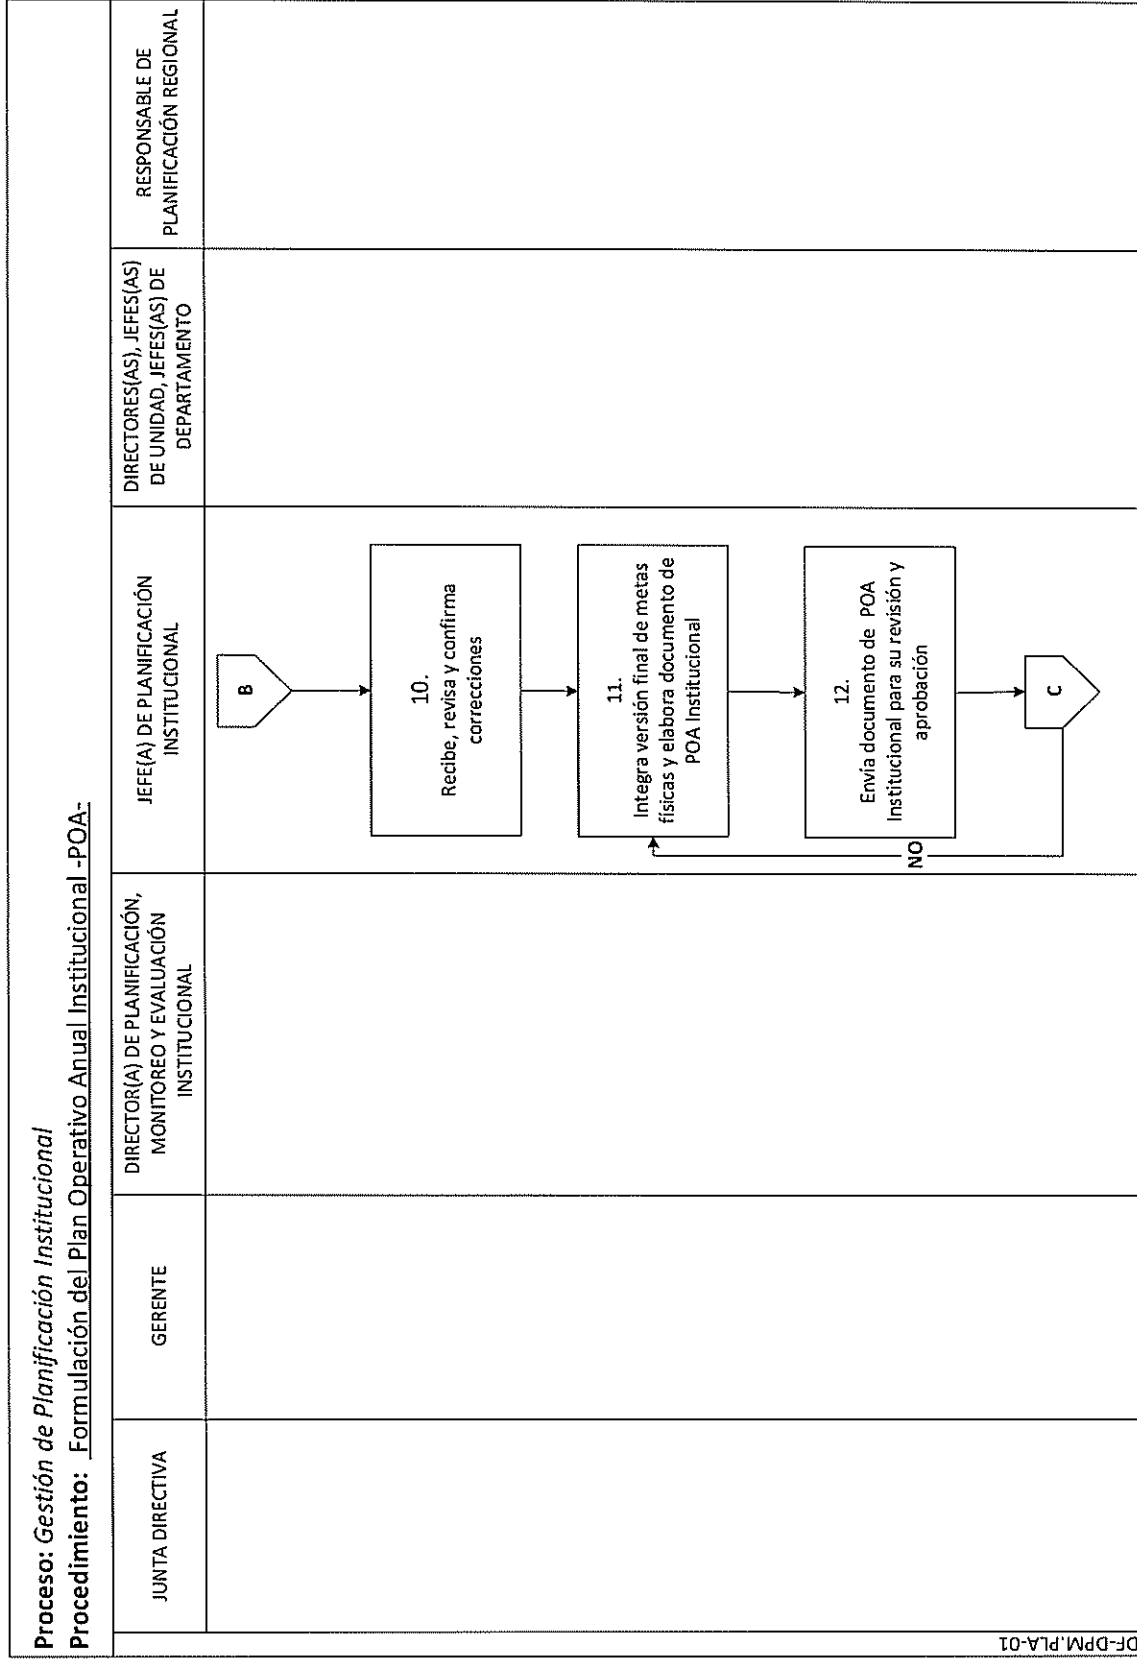 Proceso: Gestión de Planificación Institucional
Procedimiento: Formulación del Plan Operativo Anual Institucional -POA-
JUNTA DIRECTIVA
GERENTE
DIRECTOR(A) DE PLANIFICACIÓN,
MONITOREO Y EVALUACIÓN
INSTITUCIONAL
JEFE(A) DE PLANIFICACIÓN
INSTITUCIONAL
DIRECTORES(AS), JEFES(AS)
DE UNIDAD, JEFES(AS) DE
DEPARTAMENTO
RESPONSABLE DE
PLANIFICACIÓN REGIONAL
B
10.
Recibe, revisa y confirma
correcciones
11.
Integra versión final de metas
físicas y elabora documento de
POA Institucional
12.
Envía documento de POA
Institucional para su revisión y
aprobación
NO
C
DF-DPM.PLA-01